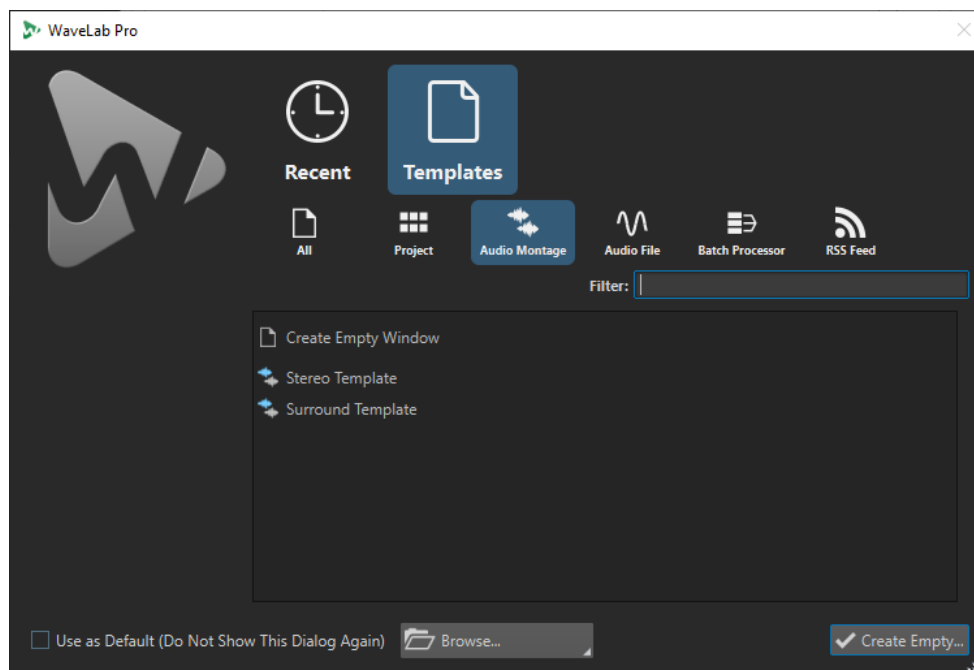 WaveLab Pro
Recent Templates
All Project Audio Montage Audio File Batch Processor RSS Feed
Filter:
Create Empty Window
Stereo Template
Surround Template
Use as Default (Do Not Show This Dialog Again) Browse... Create Empty...